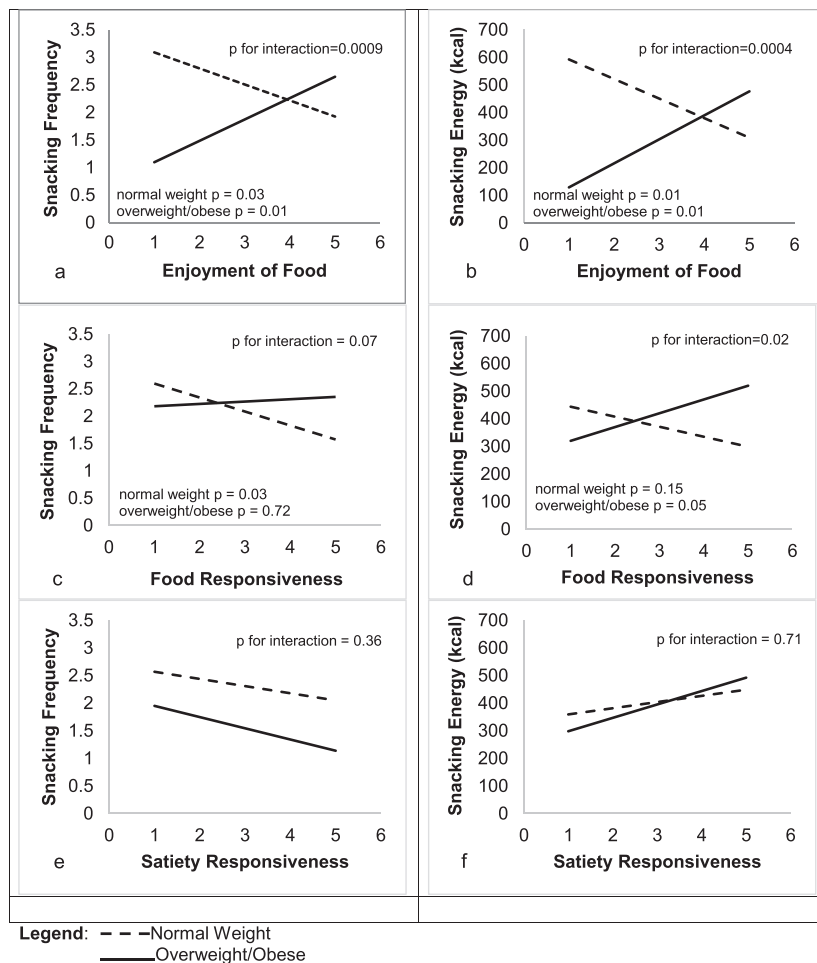 3.5
3
2.5
2
1.5
1
0.5
0
Snacking Frequency
p for interaction=0.0009
normal weight p = 0.03
overweight/obese p = 0.01
0 1 2 3 4 5 6
a Enjoyment of Food
700
600
500
400
300
200
100
0
Snacking Energy (kcal)
p for interaction=0.0004
normal weight p = 0.01
overweight/obese p = 0.01
0 1 2 3 4 5 6
b Enjoyment of Food
3.5
3
2.5
2
1.5
1
0.5
0
Snacking Frequency
p for interaction = 0.07
normal weight p = 0.03
overweight/obese p = 0.72
0 1 2 3 4 5 6
c Food Responsiveness
700
600
500
400
300
200
100
0
Snacking Energy (kcal)
p for interaction=0.02
normal weight p = 0.15
overweight/obese p = 0.05
0 1 2 3 4 5 6
d Food Responsiveness
3.5
3
2.5
2
1.5
1
0.5
0
Snacking Frequency
p for interaction = 0.36
0 1 2 3 4 5 6
e Satiety Responsiveness
700
600
500
400
300
200
100
0
Snacking Energy (kcal)
p for interaction = 0.71
0 1 2 3 4 5 6
f Satiety Responsiveness
Legend: Normal Weight
Overweight/Obese